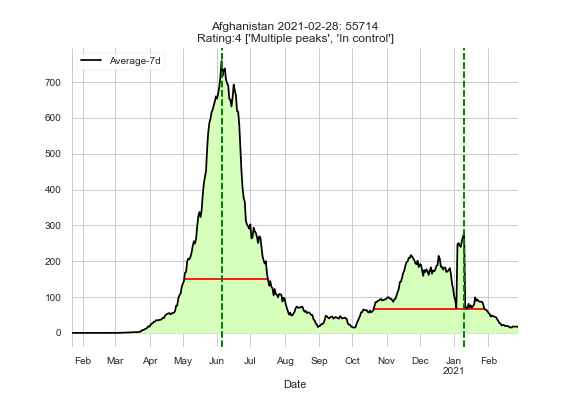 Afghanistan 2021-02-28: 55714
Rating:4 ['Multiple peaks', 'In control']
Average-7d
700
600
500
400
300
200
100
0
Feb Mar Apr May Jun Jul Aug Sep Oct Nov Dec Jan Feb
2021
Date